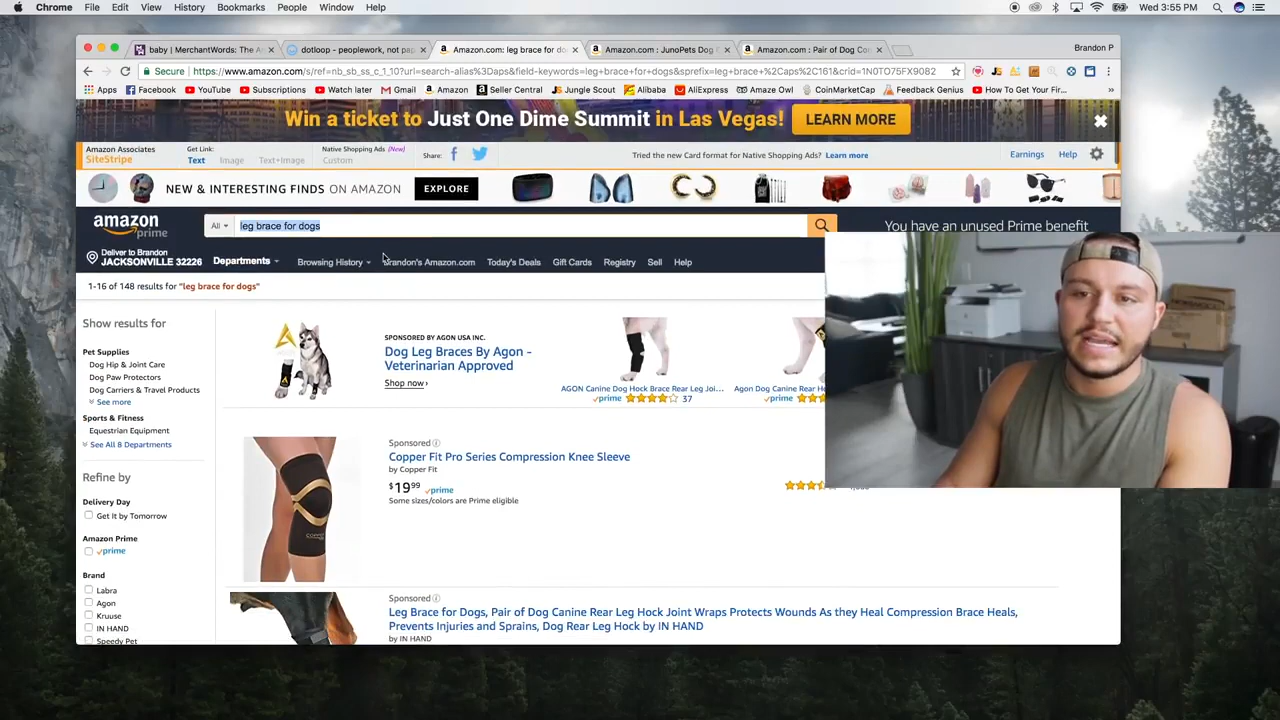 Chrome File Edit View History Bookmarks People Window Help
Wed 3:55 PM
baby | MerchantWords: The A
dotloop - peoplework, not pap
Amazon.com: leg brace for do
Amazon.com : JunoPets Dog
Amazon.com : Pair of Dog Co
Brandon P
Secure
https://www.amazon.com/s/ref=nb_sb_ss_c_1_10?url=search-alias%3Daps&field-keywords=leg+brace+for+dogs&sprefix=leg+brace+%2Caps%2C161&crid=1N0TO75FX9082
Apps Facebook YouTube Subscriptions Watch later Gmail Amazon Seller Central Jungle Scout Alibaba AliExpress Amaze Owl CoinMarketCap Feedback Genius How To Get Your Fir...
Win a ticket to Just One Dime Summit in Las Vegas!
LEARN MORE
Amazon Associates
SiteStripe
Get Link:
Text Image Text+Image
Native Shopping Ads (New)
Custom
Share:
Tried the new Card format for Native Shopping Ads? Learn more
Earnings Help
NEW & INTERESTING FINDS ON AMAZON
EXPLORE
amazon
prime
All
leg brace for dogs
You have an unused Prime benefit
Deliver to Brandon
JACKSONVILLE 32226
Departments
Browsing History
Brandon's Amazon.com
Today's Deals
Gift Cards
Registry
Sell
Help
1-16 of 148 results for "leg brace for dogs"
Show results for
Pet Supplies
Dog Hip & Joint Care
Dog Paw Protectors
Dog Carriers & Travel Products
See more
Sports & Fitness
Equestrian Equipment
See All 8 Departments
Refine by
Delivery Day
Get It by Tomorrow
Amazon Prime
prime
Brand
Labra
Agon
Kruuse
IN HAND
Speedy Pet
SPONSORED BY AGON USA INC.
Dog Leg Braces By Agon -
Veterinarian Approved
Shop now
AGON Canine Dog Hock Brace Rear Leg Joi...
prime 37
Agon Dog Canine Rear
prime
Sponsored
Copper Fit Pro Series Compression Knee Sleeve
by Copper Fit
$19.99 prime
Some sizes/colors are Prime eligible
Sponsored
Leg Brace for Dogs, Pair of Dog Canine Rear Leg Hock Joint Wraps Protects Wounds As they Heal Compression Brace Heals,
Prevents Injuries and Sprains, Dog Rear Leg Hock by IN HAND
by IN HAND